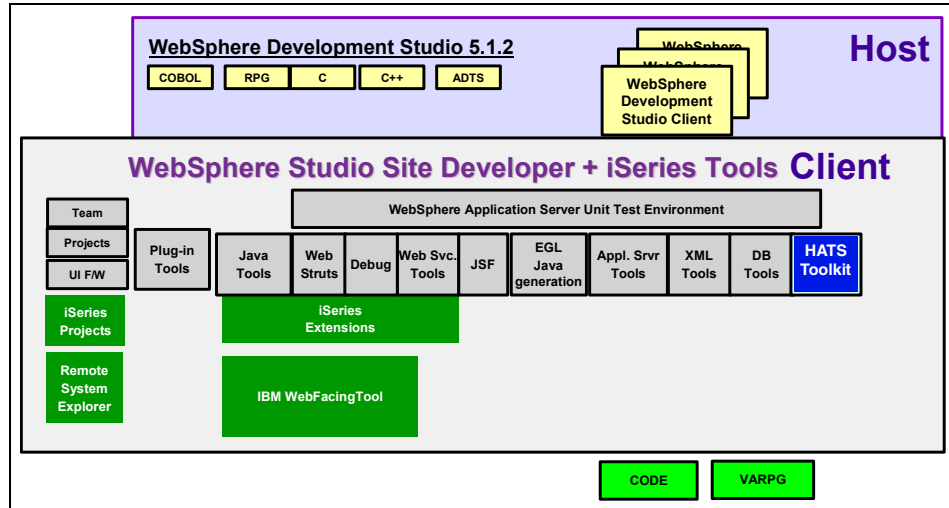 WebSphere Development Studio 5.1.2
Host
COBOL
RPG
C
C++
ADTS
WebSphere
WebSphere
WebSphere
Development
Studio Client
WebSphere Studio Site Developer + iSeries Tools
Client
WebSphere Application Server Unit Test Environment
Team
Projects
UI F/W
Plug-in
Tools
Java
Tools
Web
Struts
Debug
Web Svc.
Tools
JSF
EGL
Java
generation
Appl. Srvr
Tools
XML
Tools
DB
Tools
HATS
Toolkit
iSeries
Projects
iSeries
Extensions
Remote
System
Explorer
IBM WebFacingTool
CODE
VARPG